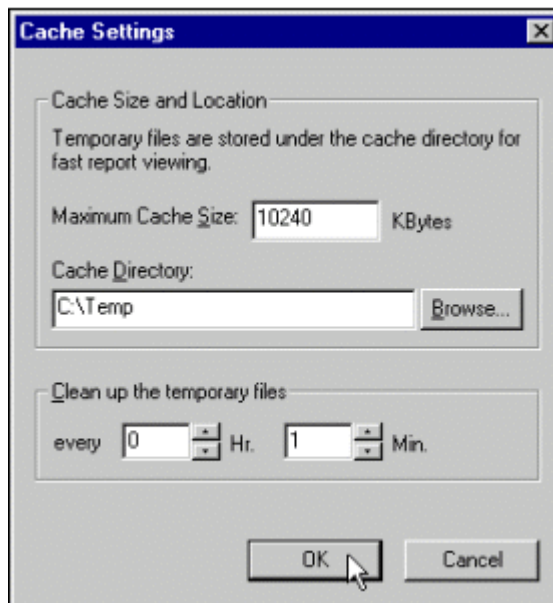 Cache Settings
Cache Size and Location
Temporary files are stored under the cache directory for
fast report viewing.
Maximum Cache Size: 10240 KBytes
Cache Directory:
C:\Temp Browse...
Clean up the temporary files
every 0 Hr. 1 Min.
OK Cancel